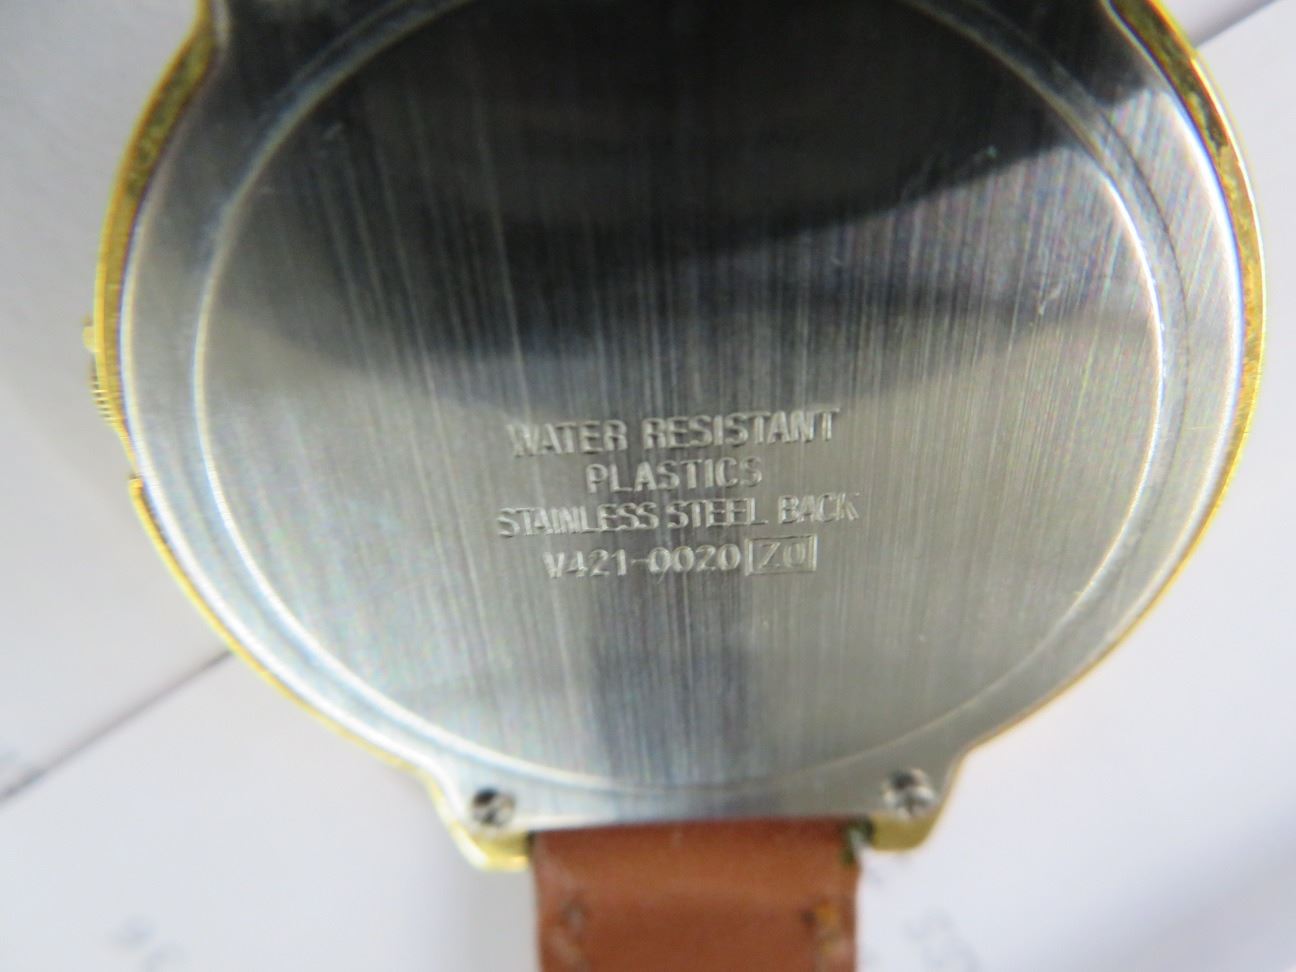 WATER RESISTANT
PLASTICS
STAINLESS STEEL BACK
V421-0020 Z0